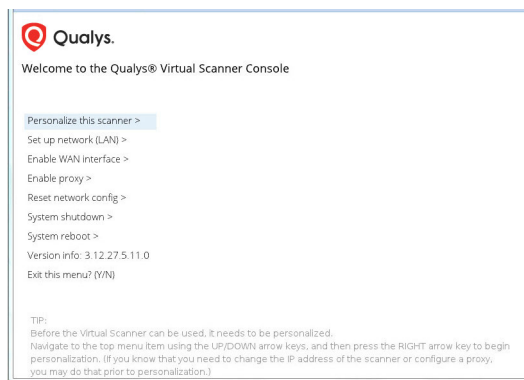 Qualys.
Welcome to the Qualys® Virtual Scanner Console
Personalize this scanner >
Set up network (LAN) >
Enable WAN interface >
Enable proxy >
Reset network config >
System shutdown >
System reboot >
Version info: 3.12.27.5.11.0
Exit this menu? (Y/N)
TIP:
Before the Virtual Scanner can be used, it needs to be personalized.
Navigate to the top menu item using the UP/DOWN arrow keys, and then press the RIGHT arrow key to begin
personalization. (If you know that you need to change the IP address of the scanner or configure a proxy,
you may do that prior to personalization.)